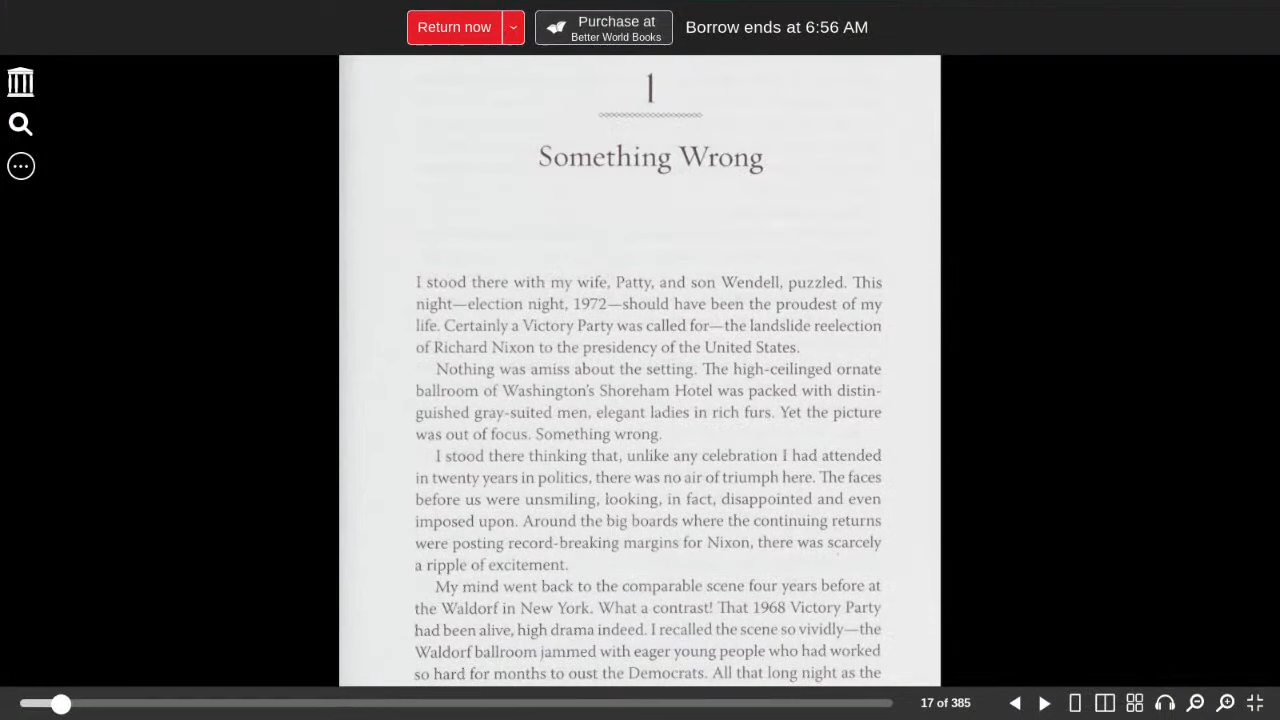 Return now
Purchase at
Better World Books
Borrow ends at 6:56 AM
1
Something Wrong
I stood there with my wife, Patty, and son Wendell, puzzled. This
night—election night, 1972—should have been the proudest of my
life. Certainly a Victory Party was called for—the landslide reelection
of Richard Nixon to the presidency of the United States.
Nothing was amiss about the setting. The high-ceilinged ornate
ballroom of Washington's Shoreham Hotel was packed with distin-
guished gray-suited men, elegant ladies in rich furs. Yet the picture
was out of focus. Something wrong.
I stood there thinking that, unlike any celebration I had attended
in twenty years in politics, there was no air of triumph here. The faces
before us were unsmiling, looking, in fact, disappointed and even
imposed upon. Around the big boards where the continuing returns
were posting record-breaking margins for Nixon, there was scarcely
a ripple of excitement.
My mind went back to the comparable scene four years before at
the Waldorf in New York. What a contrast! That 1968 Victory Party
had been alive, high drama indeed. I recalled the scene so vividly—the
Waldorf ballroom jammed with eager young people who had worked
so hard for months to oust the Democrats. All that long night as the
17 of 385